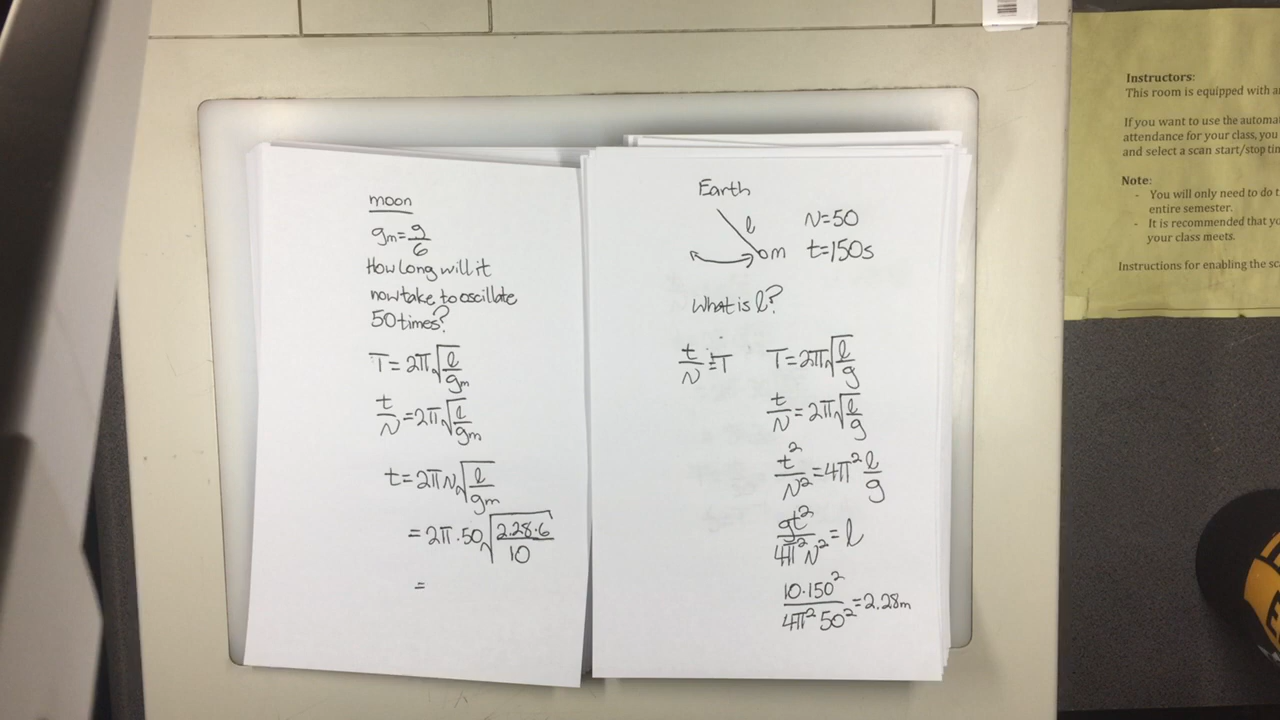 moon
gm=g/6
How long will it
now take to oscillate
50 times?
T=2π√(l/gm)
t/N=2π√(l/gm)
t=2πN√(l/gm)
=2π·50√(2.28·6/10)
=
Earth
l
m
N=50
t=150s
What is l?
t/N=T T=2π√(l/g)
t/N=2π√(l/g)
t²/N²=4π² l/g
gt²/4π²N²=l
10·150²/4π²50²=2.28m
Instructors:
This room is equipped with
If you want to use the
attendance for your class, you
and select a scan start/stop
Note:
- You will only need to do
entire semester.
- It is recommended that
your class meets.
Instructions for enabling the